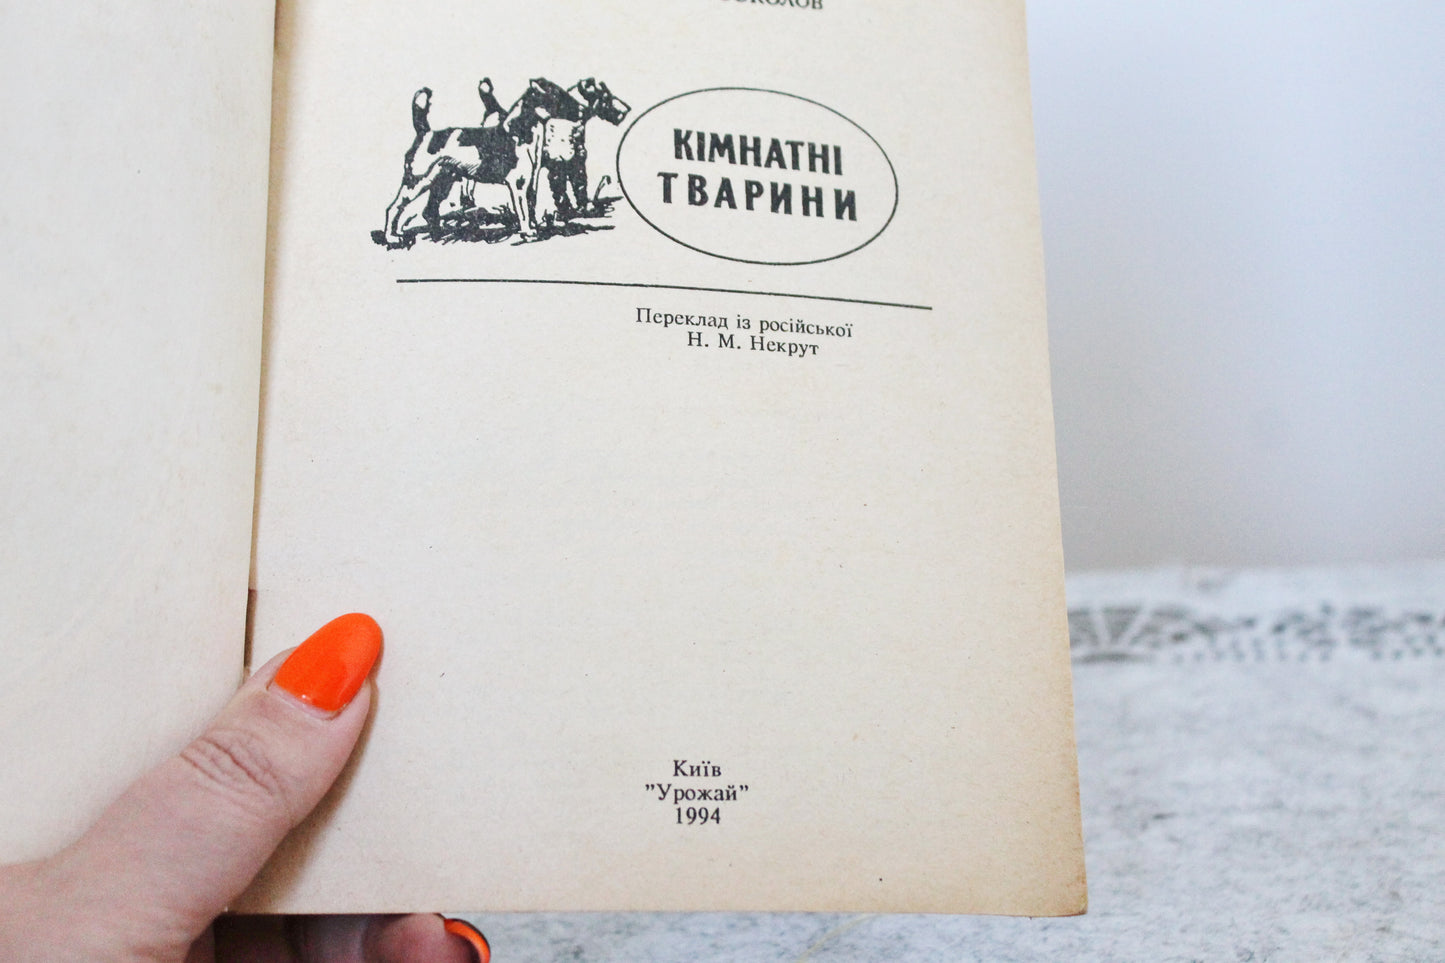 КІМНАТНІ
ТВАРИНИ
Переклад із російської
Н. М. Некрут
Київ
"Урожай"
1994